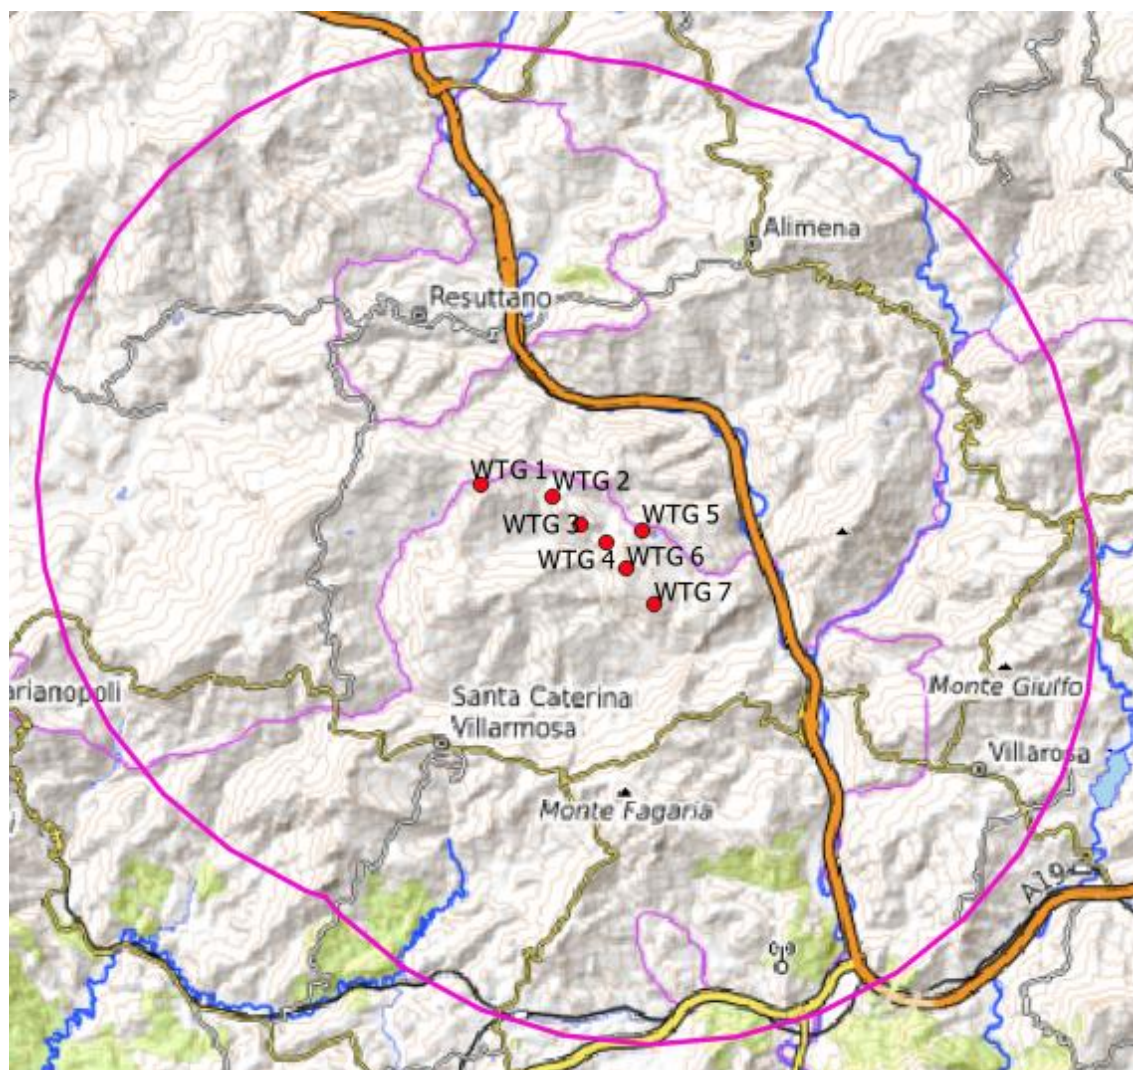 Alimena
Resuttano
WTG 1
WTG 2
WTG 3
WTG 5
WTG 4
WTG 6
WTG 7
arianopoli
Santa Caterina
Villarmosa
Monte Giulfo
Villarosa
Monte Fagaria
A19